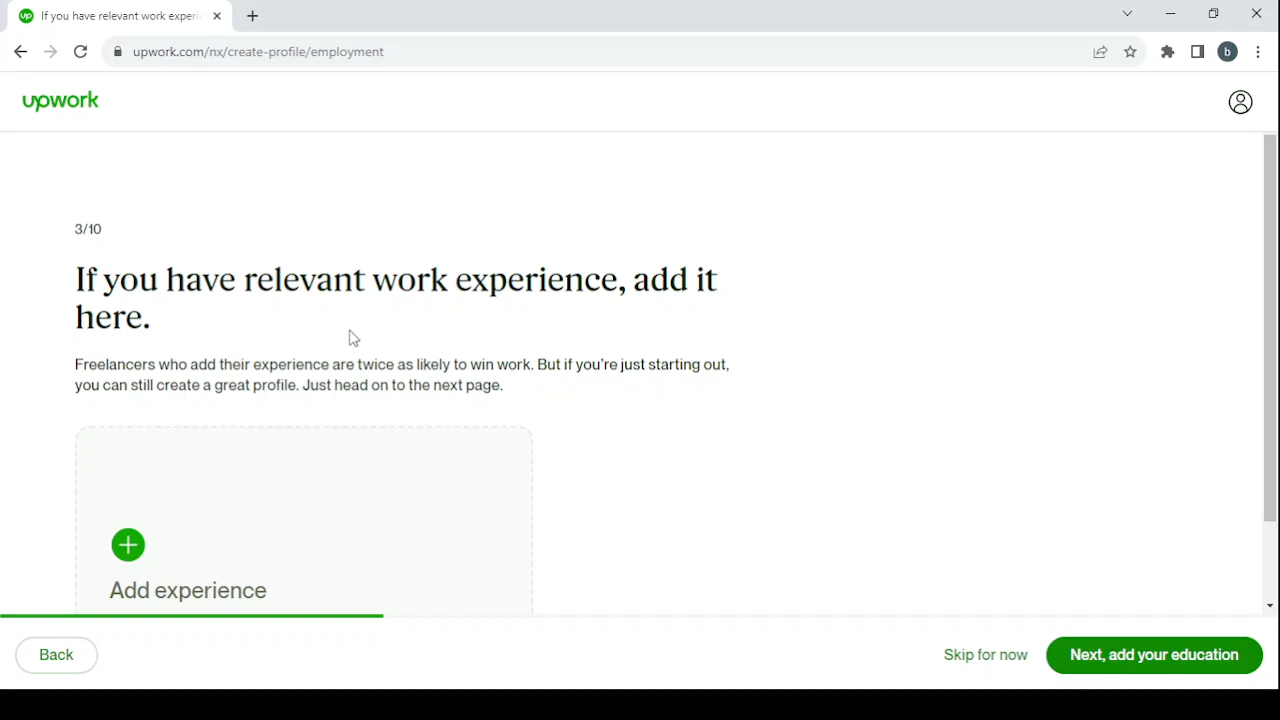 up If you have relevant work experi
upwork.com/nx/create-profile/employment
b
upwork
3/10
If you have relevant work experience, add it
here.
Freelancers who add their experience are twice as likely to win work. But if you're just starting out,
you can still create a great profile. Just head on to the next page.
Add experience
Back
Skip for now
Next, add your education